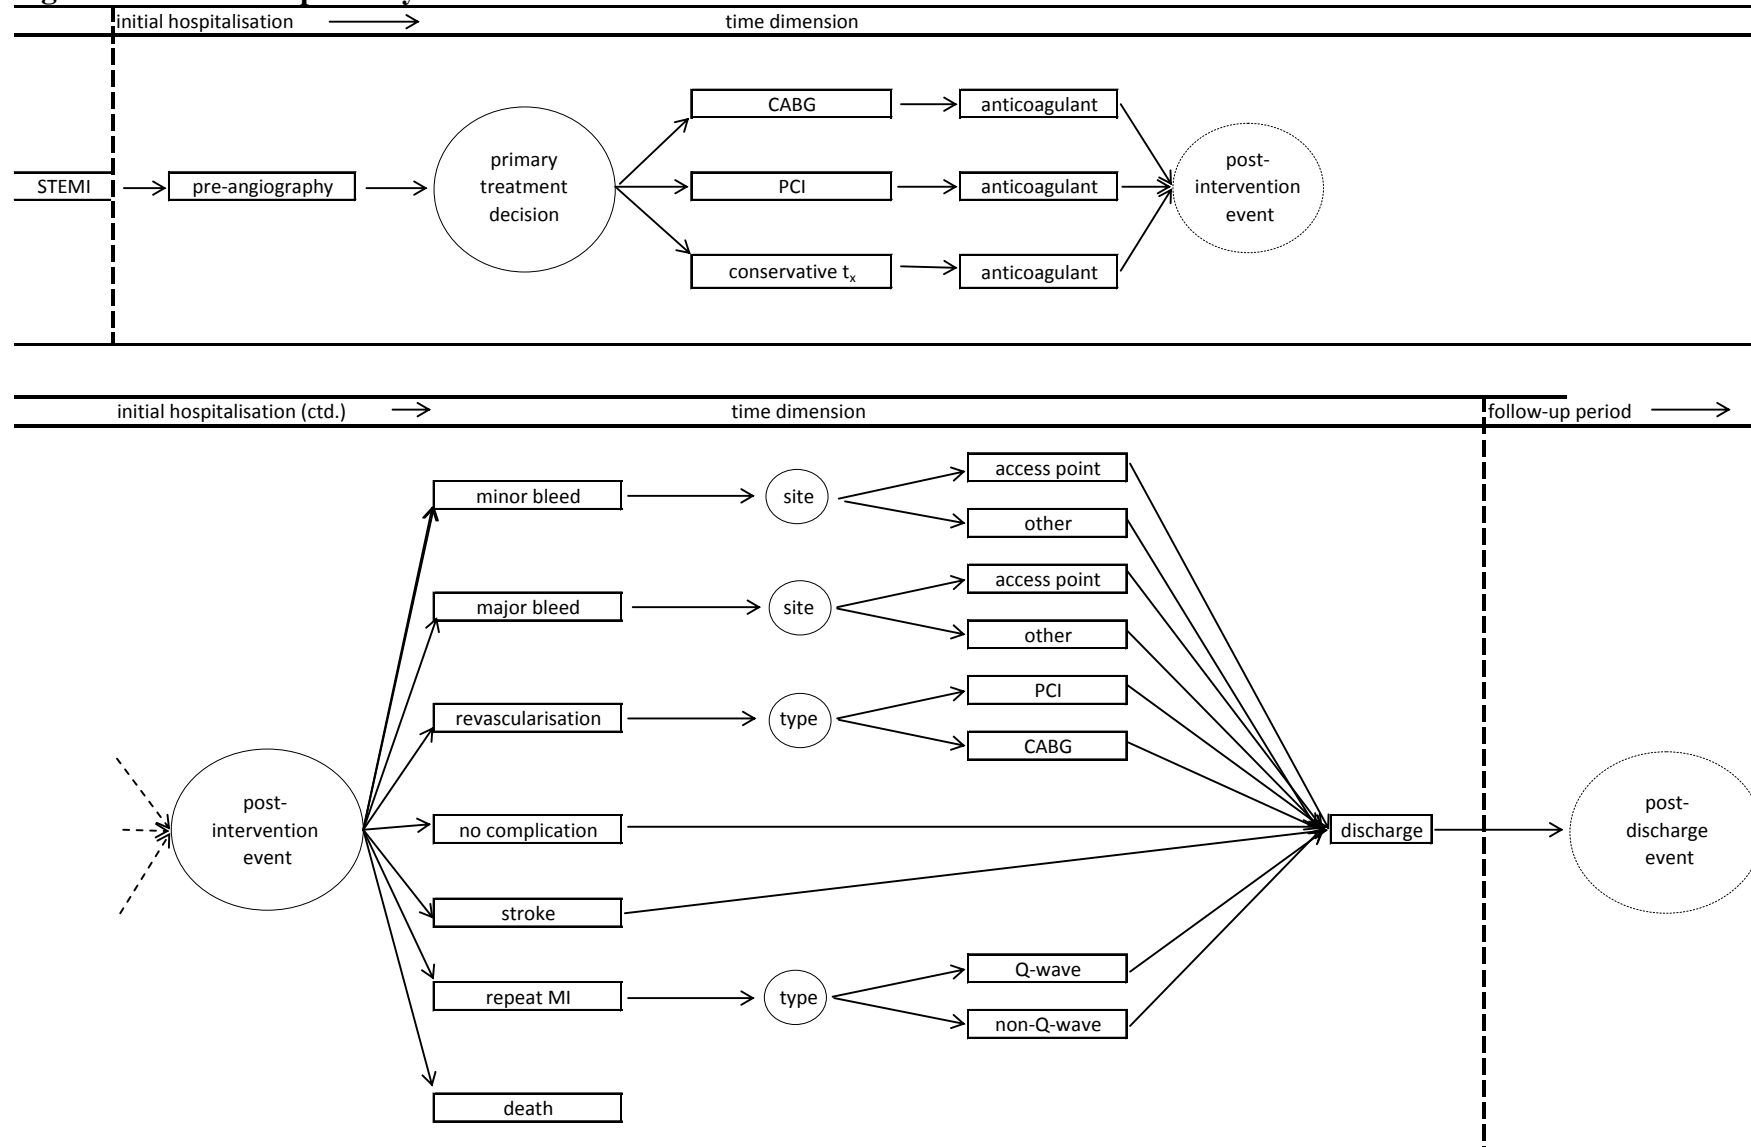 initial hospitalisation
time dimension
CABG
anticoagulant
primary
treatment
decision
post-
intervention
event
STEMI
pre-angiography
PCI
anticoagulant
conservative tx
anticoagulant
initial hospitalisation (ctd.)
time dimension
follow-up period
minor bleed
site
access point
other
major bleed
site
access point
other
revascularisation
type
PCI
CABG
post-
intervention
event
no complication
discharge
post-
discharge
event
stroke
repeat MI
type
Q-wave
non-Q-wave
death